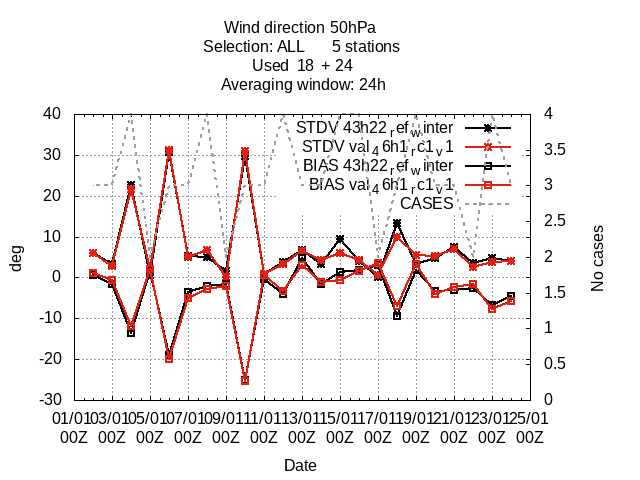 Wind direction 50hPa
Selection: ALL 5 stations
Used 18 + 24
Averaging window: 24h
40 4
STDV 43h22_ref_winter
STDV val_46h1_rc1_v1
BIAS 43h22_ref_winter
BIAS val_46h1_rc1_v1
CASES
30 3.5
20 3
10 2.5
0 2
-10 1.5
-20 1
-30 0.5
0
deg
No cases
01/01 03/01 05/01 07/01 09/01 11/01 13/01 15/01 17/01 19/01 21/01 23/01 25/01
00Z 00Z 00Z 00Z 00Z 00Z 00Z 00Z 00Z 00Z 00Z 00Z 00Z
Date